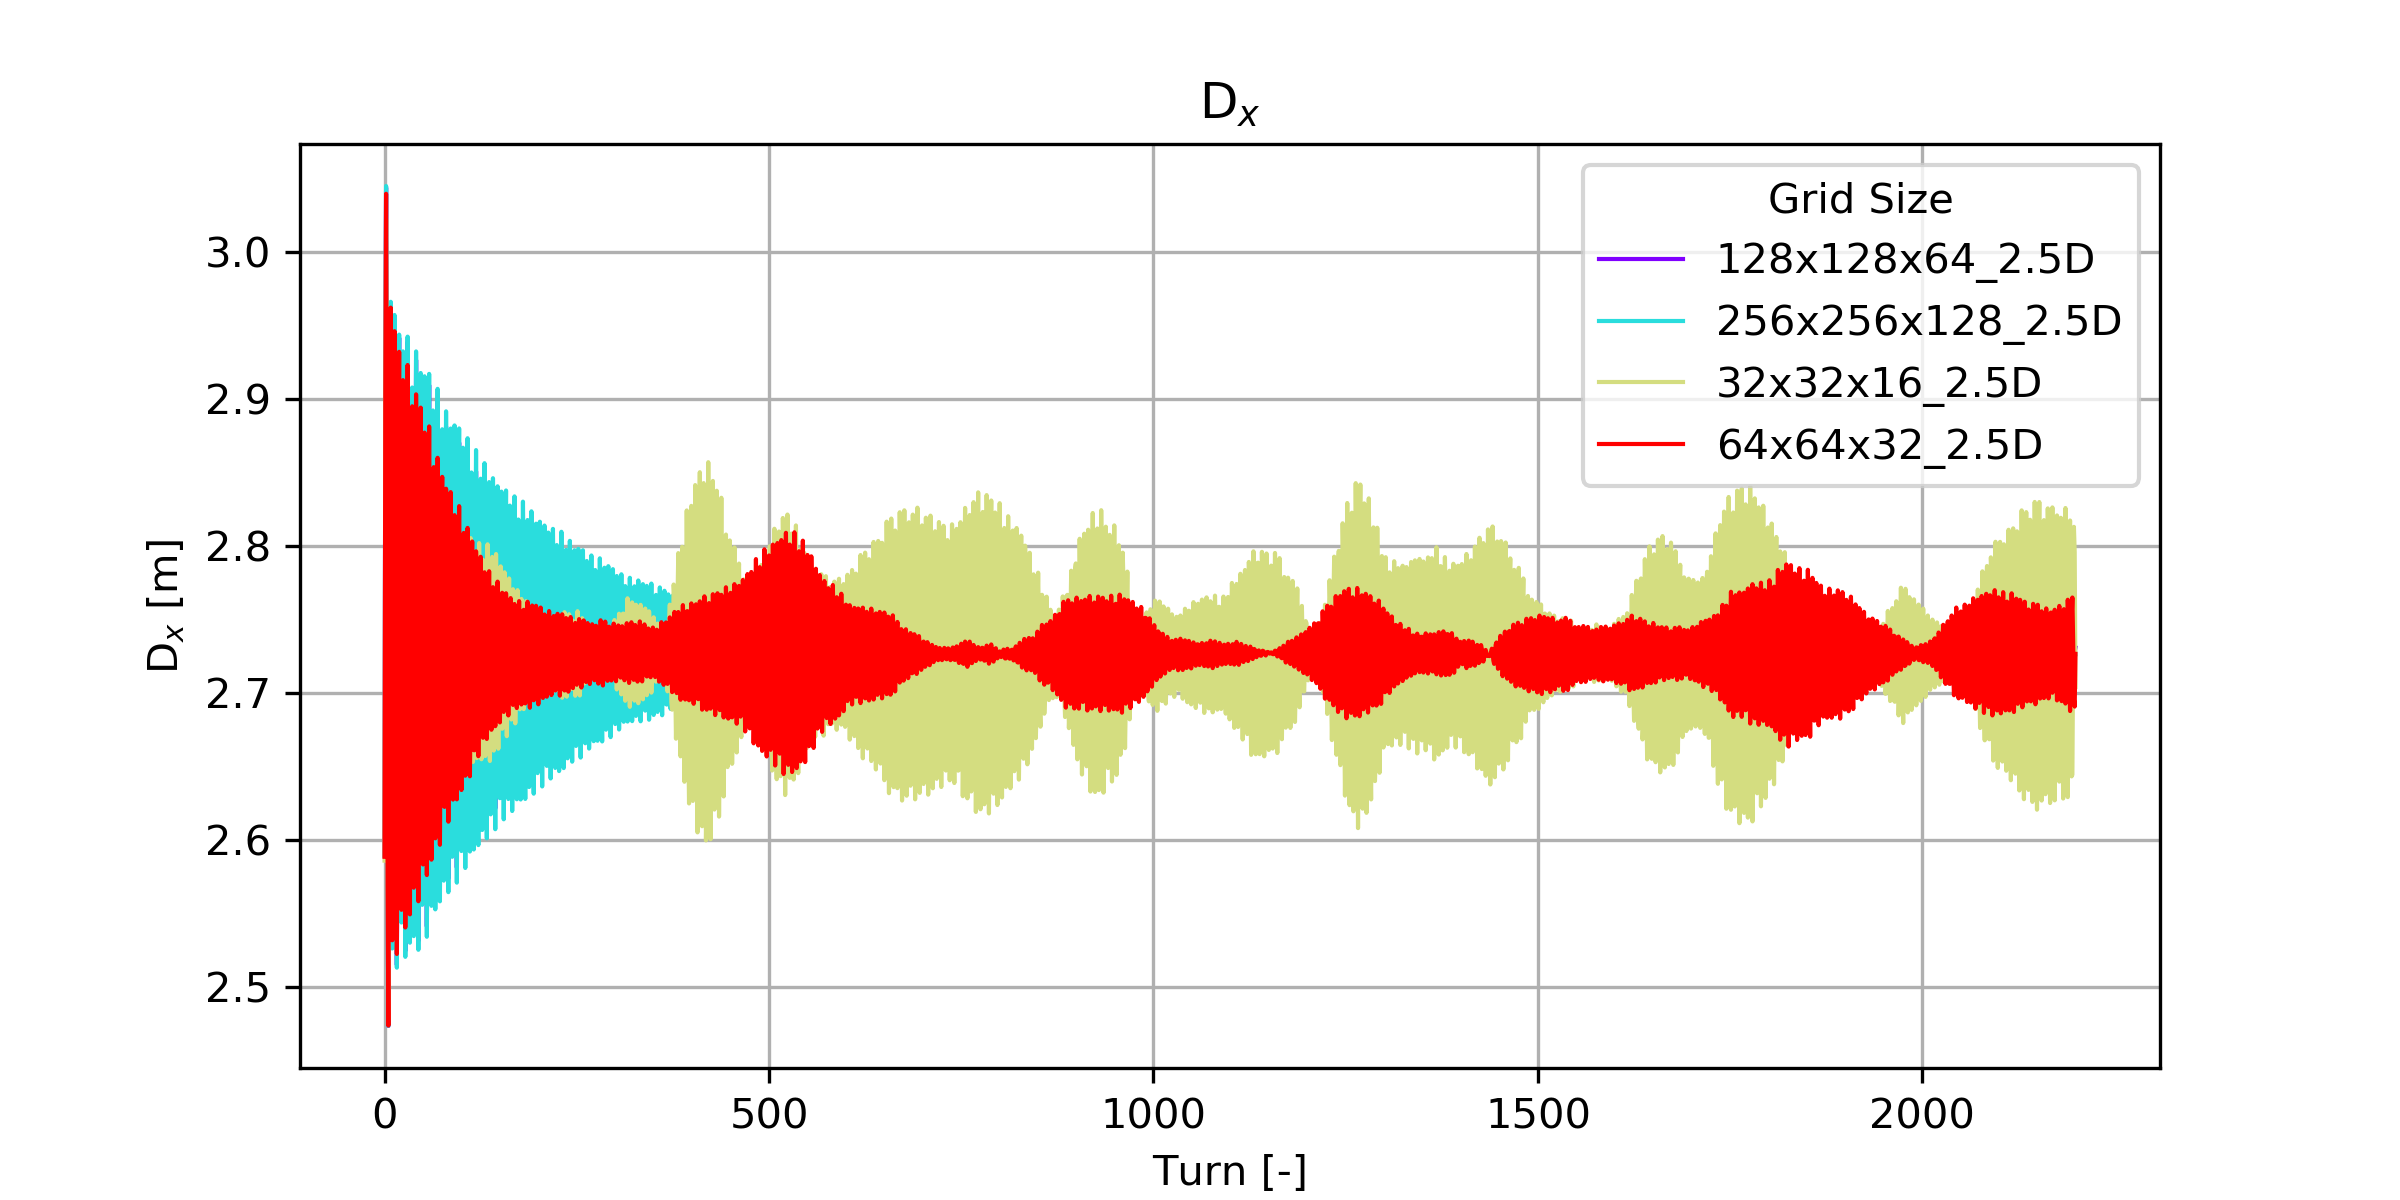 Dx
Grid Size
128x128x64_2.5D
256x256x128_2.5D
32x32x16_2.5D
64x64x32_2.5D
3.0
2.9
2.8
2.7
2.6
2.5
Dx [m]
0 500 1000 1500 2000
Turn [-]